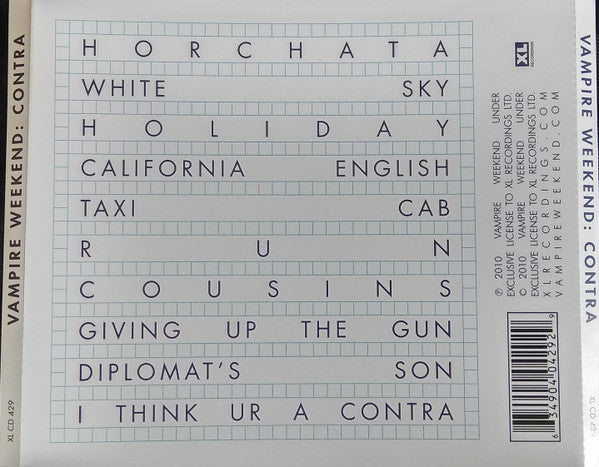 VAMPIRE WEEKEND: CONTRA
XL CD 429
HORCHATA
WHITE SKY
HOLIDAY
CALIFORNIA ENGLISH
TAXI CAB
RUN
COUSINS
GIVING UP THE GUN
DIPLOMAT'S SON
I THINK UR A CONTRA
XL
RECORDINGS
℗ 2010 VAMPIRE WEEKEND UNDER
EXCLUSIVE LICENSE TO XL RECORDINGS LTD.
© 2010 VAMPIRE WEEKEND UNDER
EXCLUSIVE LICENSE TO XL RECORDINGS LTD.
XLRECORDINGS.COM
VAMPIREWEEKEND.COM
6 34904 04292 9
VAMPIRE WEEKEND: CONTRA
XL CD 429